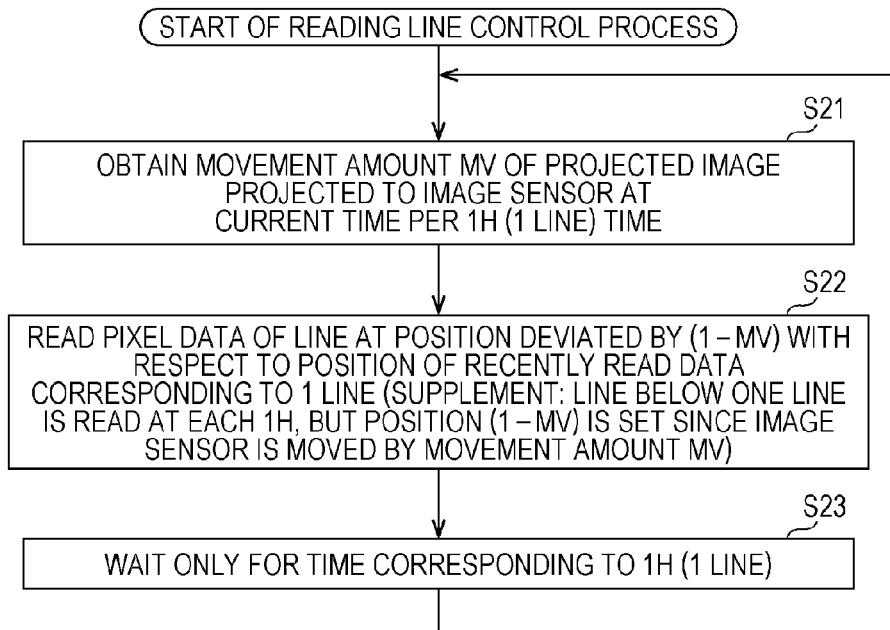 START OF READING LINE CONTROL PROCESS
S21
OBTAIN MOVEMENT AMOUNT MV OF PROJECTED IMAGE
PROJECTED TO IMAGE SENSOR AT
CURRENT TIME PER 1H (1 LINE) TIME
S22
READ PIXEL DATA OF LINE AT POSITION DEVIATED BY (1 – MV) WITH
RESPECT TO POSITION OF RECENTLY READ DATA
CORRESPONDING TO 1 LINE (SUPPLEMENT: LINE BELOW ONE LINE
IS READ AT EACH 1H, BUT POSITION (1 – MV) IS SET SINCE IMAGE
SENSOR IS MOVED BY MOVEMENT AMOUNT MV)
S23
WAIT ONLY FOR TIME CORRESPONDING TO 1H (1 LINE)